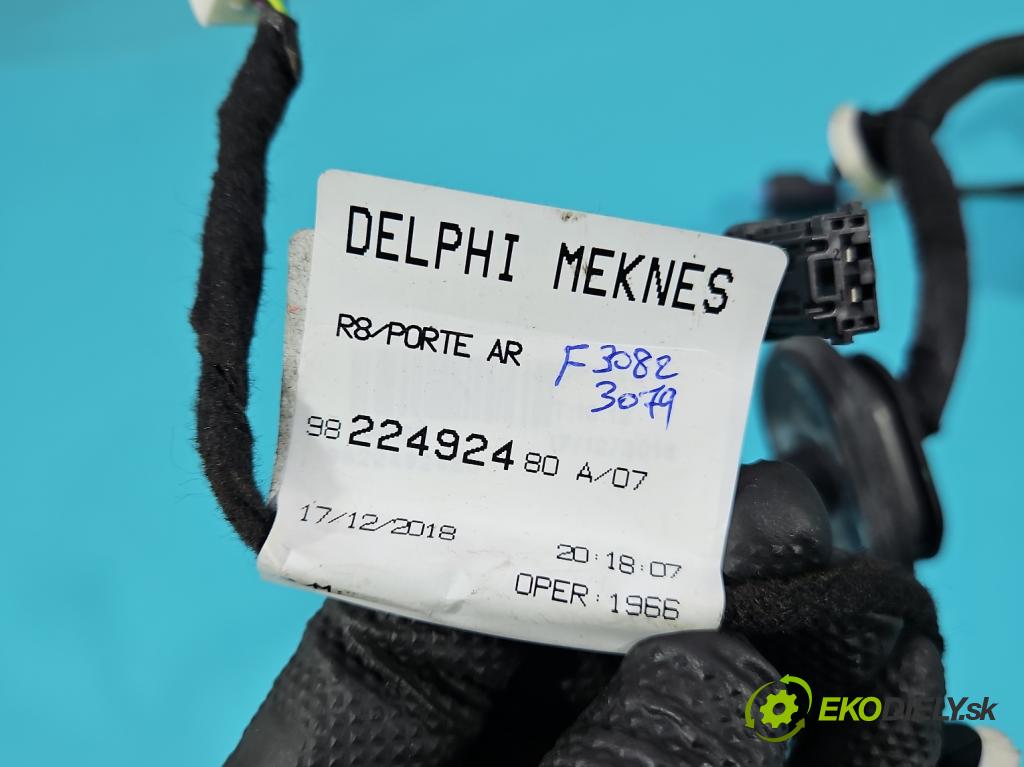 DELPHI MEKNES
R8/PORTE AR
F3082
3079
98 224924 80 A/07
17/12/2018 20:18:07
OPER:1966
EKODIELY.sk